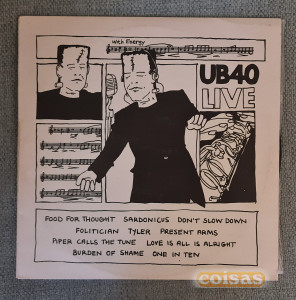 with Energy
UB40
LIVE
FOOD FOR THOUGHT SARDONICUS DON'T SLOW DOWN
POLITICIAN TYLER PRESENT ARMS
PIPER CALLS THE TUNE LOVE IS ALL IS ALRIGHT
BURDEN OF SHAME ONE IN TEN
coisas